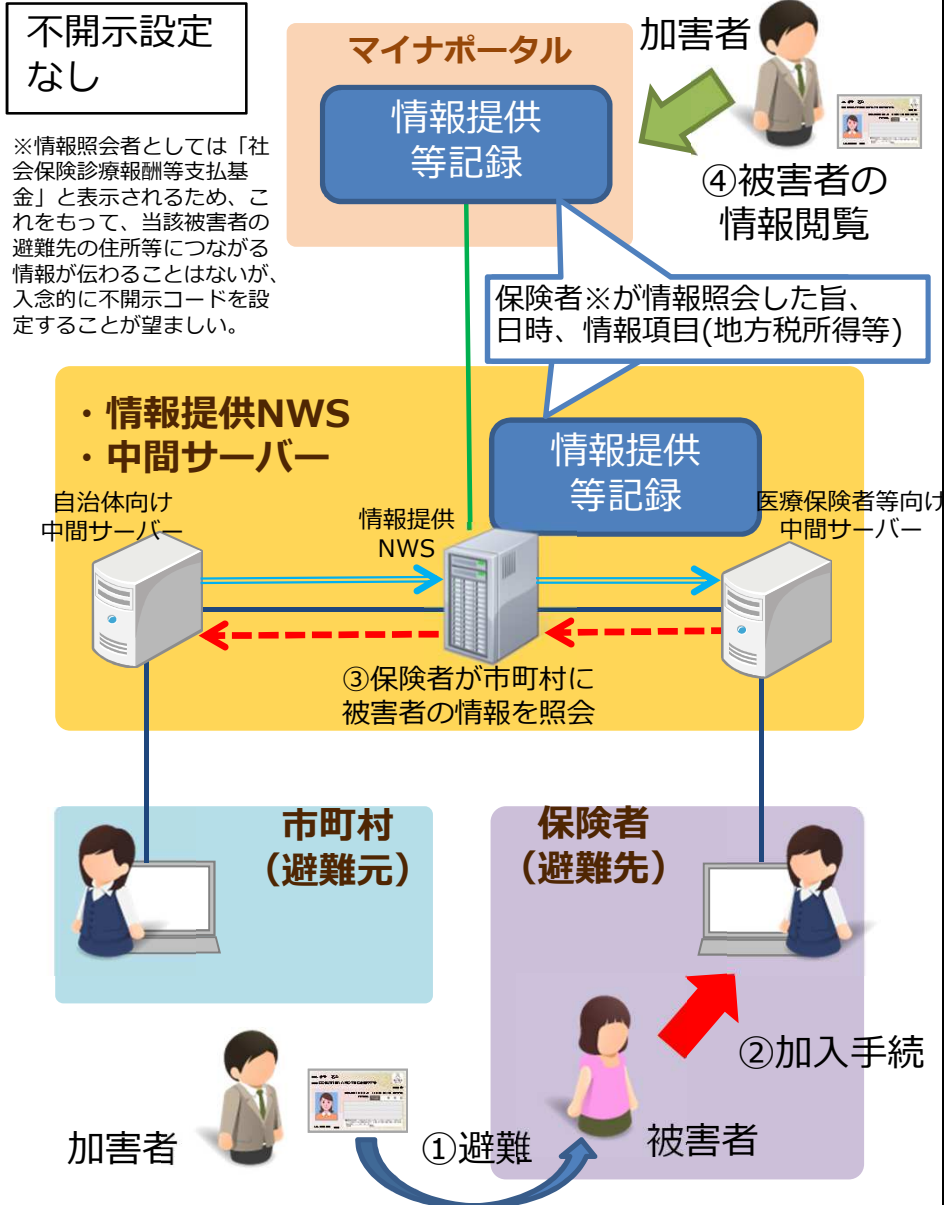 不開示設定
なし
※情報照会者としては「社
会保険診療報酬等支払基
金」と表示されるため、こ
れをもって、当該被害者の
避難先の住所等につながる
情報が伝わることはないが、
入念的に不開示コードを設
定することが望ましい。
マイナポータル
情報提供
等記録
加害者
④被害者の
情報閲覧
保険者※が情報照会した旨、
日時、情報項目(地方税所得等)
・情報提供NWS
・中間サーバー
情報提供
等記録
自治体向け
中間サーバー
情報提供
NWS
医療保険者等向け
中間サーバー
③保険者が市町村に
被害者の情報を照会
市町村
（避難元）
保険者
（避難先）
②加入手続
加害者
①避難
被害者